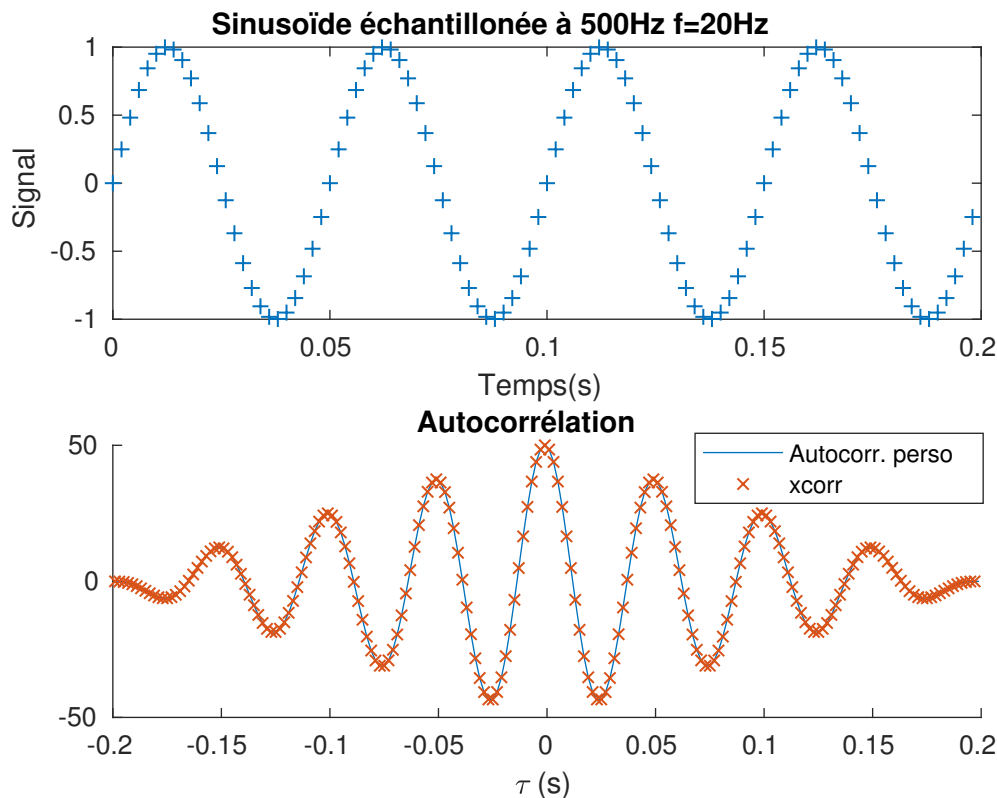 Sinusoïde échantillonée à 500Hz f=20Hz
1
0.5
0
-0.5
-1
Signal
0 0.05 0.1 0.15 0.2
Temps(s)
Autocorrélation
50
0
-50
Autocorr. perso
xcorr
-0.2 -0.15 -0.1 -0.05 0 0.05 0.1 0.15 0.2
τ (s)